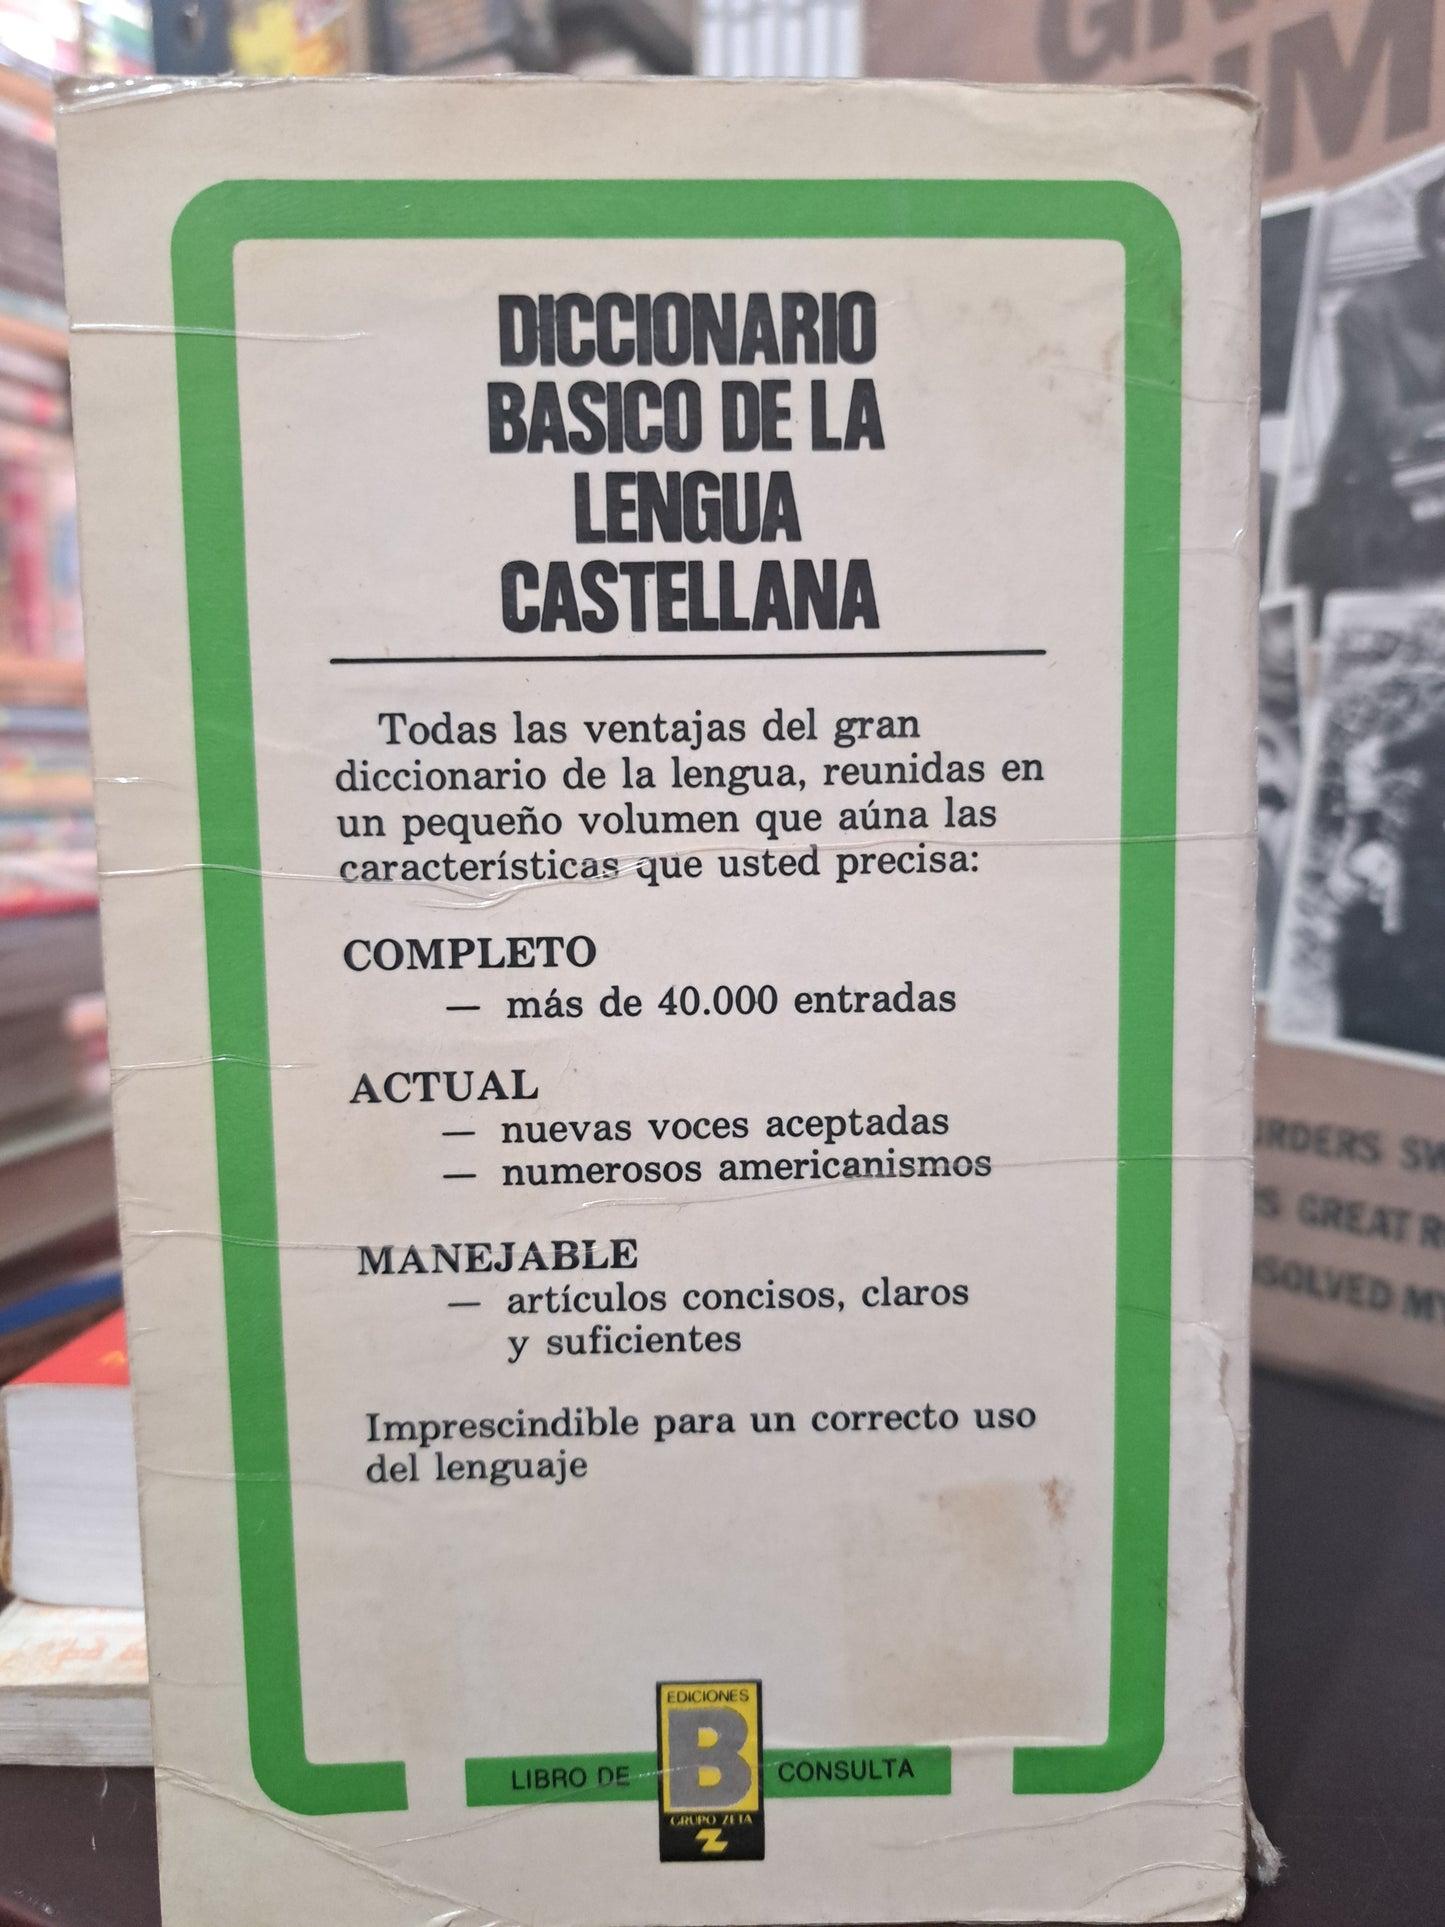 DICCIONARIO
BASICO DE LA
LENGUA
CASTELLANA
Todas las ventajas del gran
diccionario de la lengua, reunidas en
un pequeño volumen que aúna las
características que usted precisa:
COMPLETO
— más de 40.000 entradas
ACTUAL
— nuevas voces aceptadas
— numerosos americanismos
MANEJABLE
— artículos concisos, claros
y suficientes
Imprescindible para un correcto uso
del lenguaje
EDICIONES
B
LIBRO DE CONSULTA
GRUPO ZETA
Z
GREAT